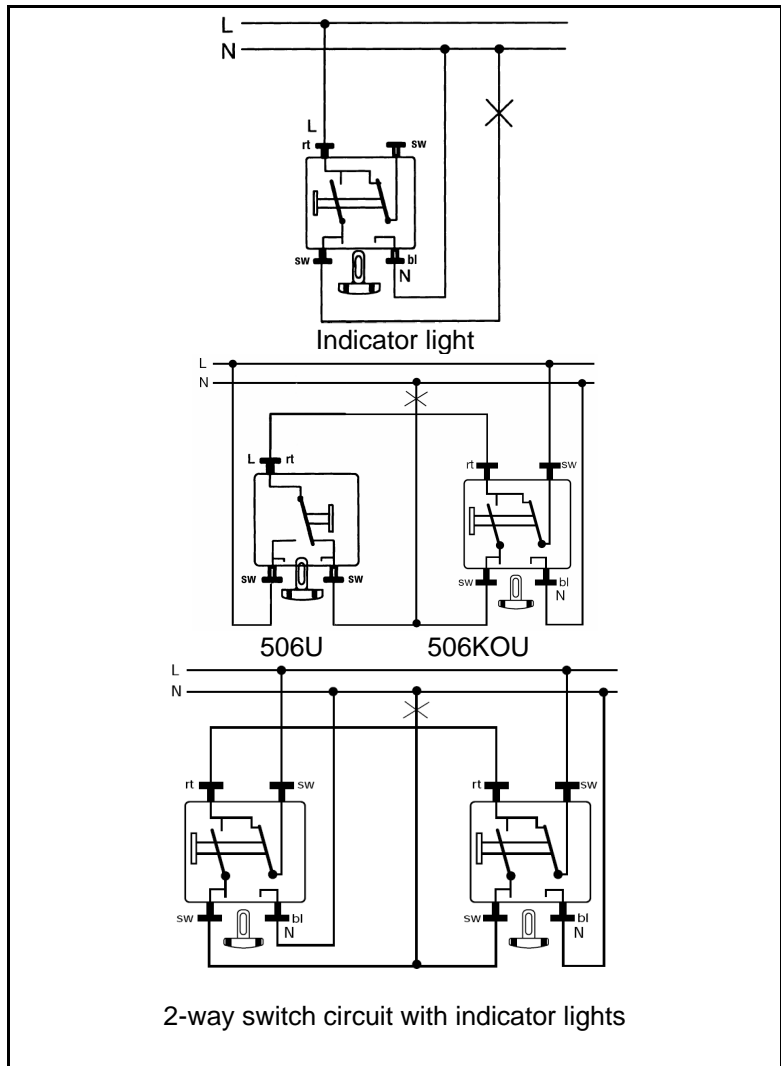 L
N
L
rt sw
sw bl
N
Indicator light
L
N
L rt rt sw
sw sw sw bl
N
506U 506KOU
L
N
rt sw rt sw
sw bl sw bl
N N
2-way switch circuit with indicator lights